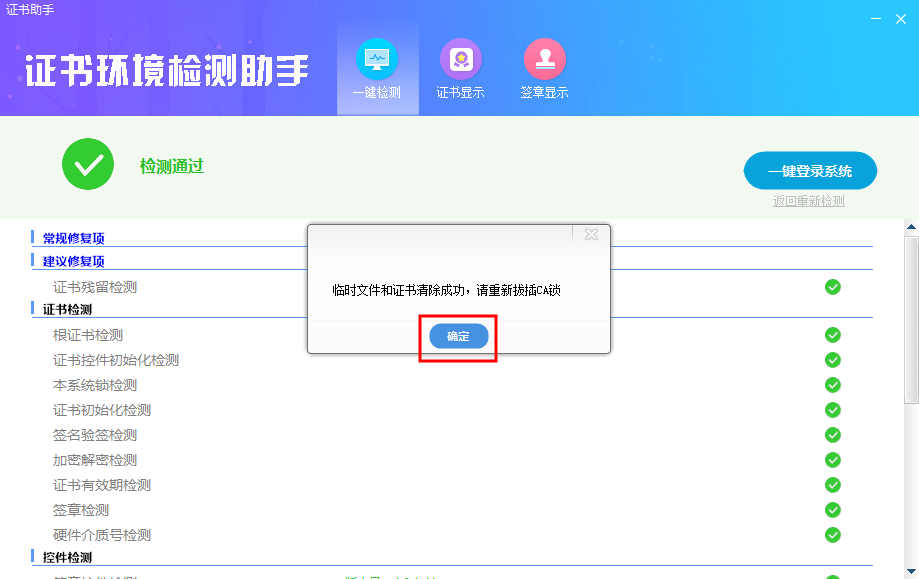 证书助手
证书环境检测助手
一键检测
证书显示
签章显示
检测通过
一键登录系统
返回重新检测
常规修复项
建议修复项
证书残留检测
证书检测
根证书检测
证书控件初始化检测
本系统锁检测
证书初始化检测
签名验签检测
加密解密检测
证书有效期检测
签章检测
硬件介质号检测
控件检测
临时文件和证书清除成功，请重新拔插CA锁
确定